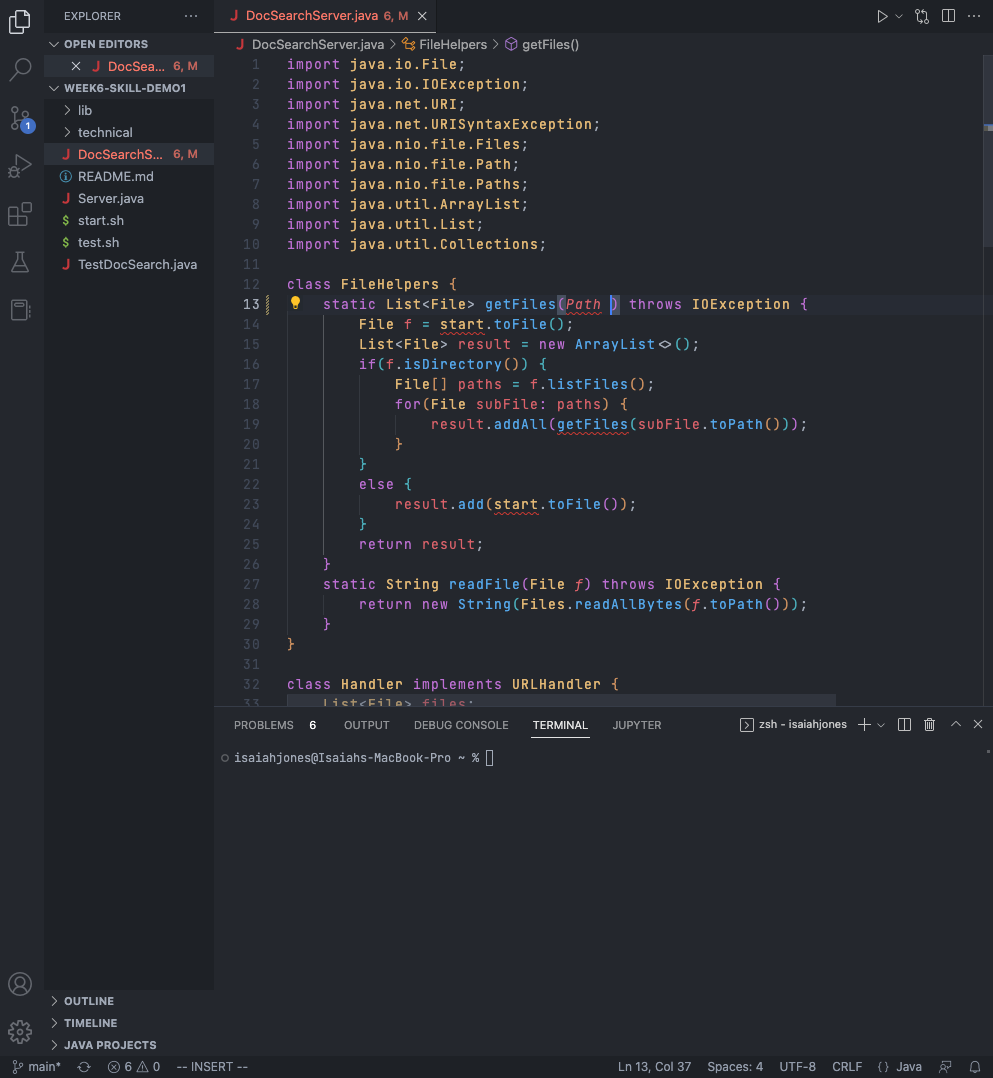 EXPLORER ···
DocSearchServer.java 6, M
OPEN EDITORS
DocSea... 6, M
WEEK6-SKILL-DEMO1
lib
technical
DocSearchS... 6, M
README.md
Server.java
start.sh
test.sh
TestDocSearch.java
1
OUTLINE
TIMELINE
JAVA PROJECTS
DocSearchServer.java > FileHelpers > getFiles()
1 import java.io.File;
2 import java.io.IOException;
3 import java.net.URI;
4 import java.net.URISyntaxException;
5 import java.nio.file.Files;
6 import java.nio.file.Path;
7 import java.nio.file.Paths;
8 import java.util.ArrayList;
9 import java.util.List;
10 import java.util.Collections;
11
12 class FileHelpers {
13 static List<File> getFiles(Path ) throws IOException {
14 File f = start.toFile();
15 List<File> result = new ArrayList<>();
16 if(f.isDirectory()) {
17 File[] paths = f.listFiles();
18 for(File subFile: paths) {
19 result.addAll(getFiles(subFile.toPath()));
20 }
21 }
22 else {
23 result.add(start.toFile());
24 }
25 return result;
26 }
27 static String readFile(File f) throws IOException {
28 return new String(Files.readAllBytes(f.toPath()));
29 }
30 }
31
32 class Handler implements URLHandler {
33 List<File> files;
PROBLEMS 6 OUTPUT DEBUG CONSOLE TERMINAL JUPYTER zsh - isaiahjones
isaiahjones@Isaiahs-MacBook-Pro ~ %
main* 6 0 -- INSERT -- Ln 13, Col 37 Spaces: 4 UTF-8 CRLF {} Java